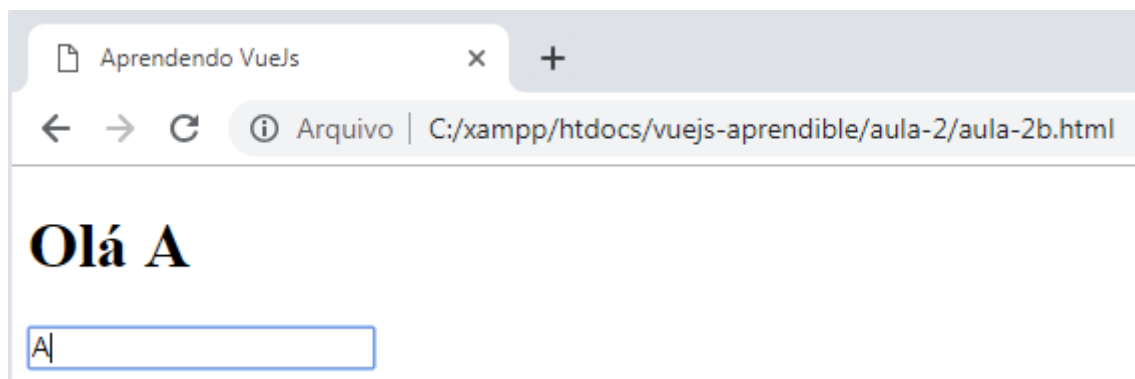 Aprendendo VueJs
Arquivo C:/xampp/htdocs/vuejs-aprendible/aula-2/aula-2b.html
Olá A
A